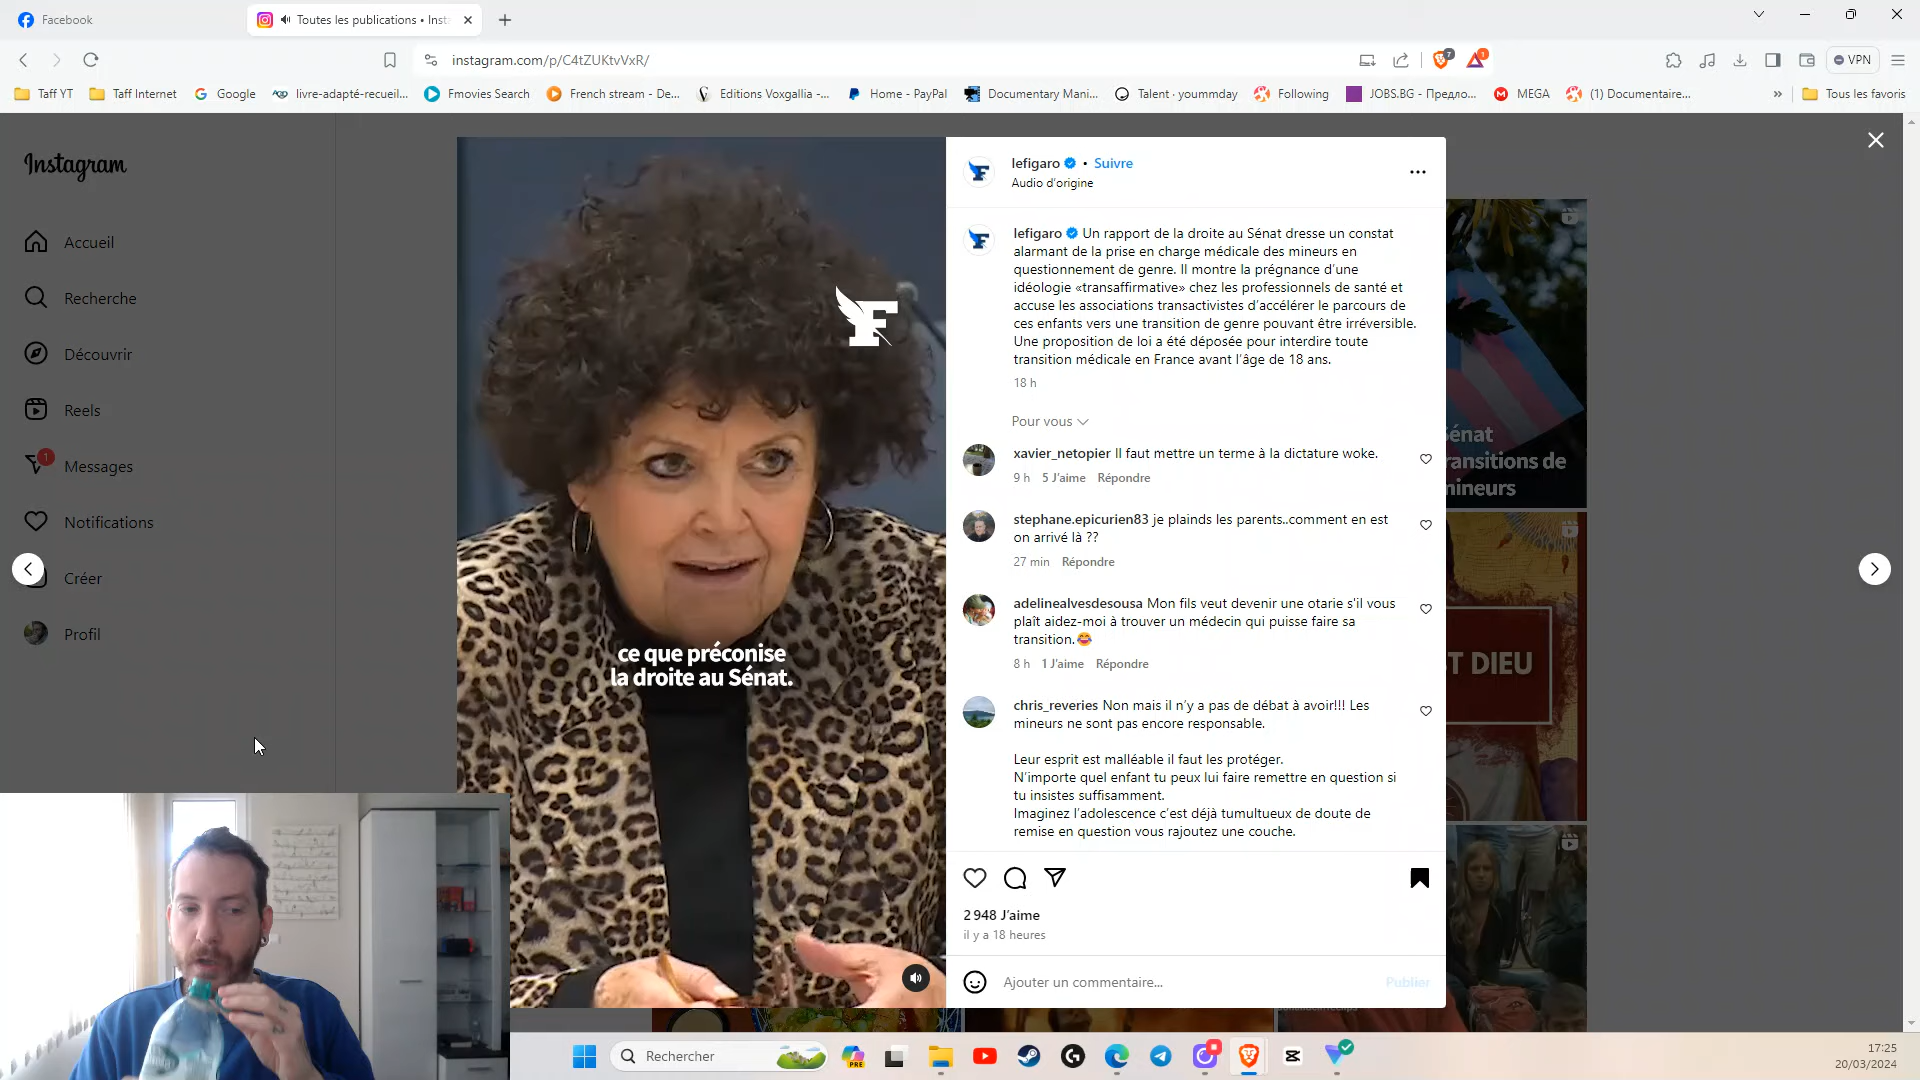 Facebook
Toutes les publications • Inst
instagram.com/p/C4tZUKtvVxR/
7
1
VPN
Taff YT
Taff Internet
Google
livre-adapté-recueil...
Fmovies Search
French stream - De...
Editions Voxgallia -...
Home - PayPal
Documentary Mani...
Talent · yoummday
Following
JOBS.BG - Предло...
MEGA
(1) Documentaire...
Tous les favoris
Instagram
Accueil
Recherche
Découvrir
Reels
1
Messages
Notifications
Créer
Profil
F
ce que préconise
la droite au Sénat.
lefigaro • Suivre
Audio d'origine
lefigaro Un rapport de la droite au Sénat dresse un constat
alarmant de la prise en charge médicale des mineurs en
questionnement de genre. Il montre la prégnance d'une
idéologie «transaffirmative» chez les professionnels de santé et
accuse les associations transactivistes d'accélérer le parcours de
ces enfants vers une transition de genre pouvant être irréversible.
Une proposition de loi a été déposée pour interdire toute
transition médicale en France avant l'âge de 18 ans.
18 h
Pour vous
xavier_netopier Il faut mettre un terme à la dictature woke.
9 h 5 J'aime Répondre
stephane.epicurien83 je plainds les parents..comment en est
on arrivé là ??
27 min Répondre
adelinealvesdesousa Mon fils veut devenir une otarie s'il vous
plaît aidez-moi à trouver un médecin qui puisse faire sa
transition.😂
8 h 1 J'aime Répondre
chris_reveries Non mais il n'y a pas de débat à avoir!!! Les
mineurs ne sont pas encore responsable.
Leur esprit est malléable il faut les protéger.
N'importe quel enfant tu peux lui faire remettre en question si
tu insistes suffisamment.
Imaginez l'adolescence c'est déjà tumultueux de doute de
remise en question vous rajoutez une couche.
2 948 J'aime
il y a 18 heures
Ajouter un commentaire...
Publier
énat
ransitions de
mineurs
T DIEU
Rechercher
PRE
17:25
20/03/2024